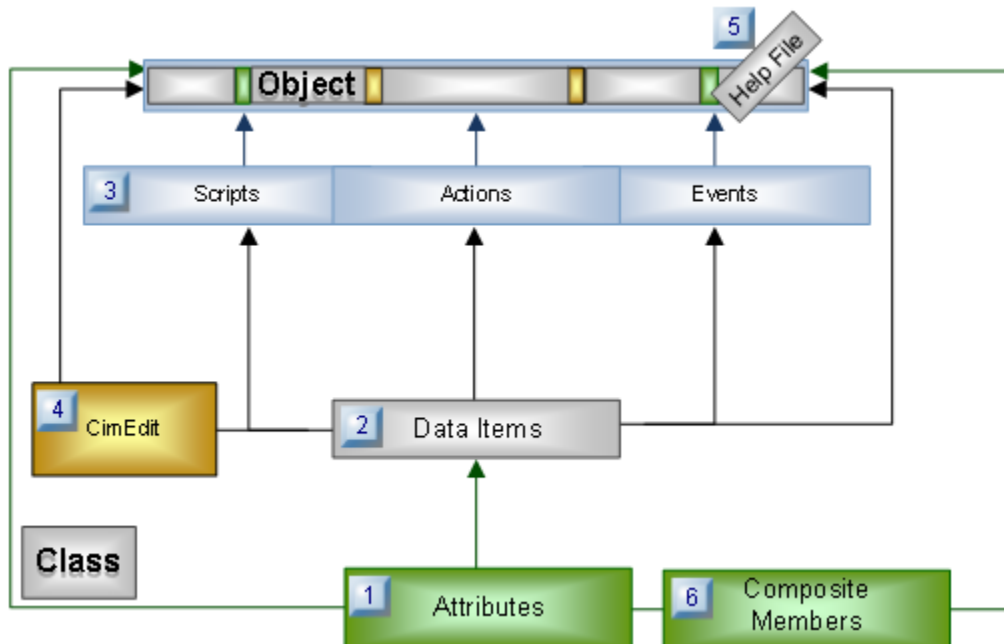 5
Help File
Object
3
Scripts
Actions
Events
4
CimEdit
2
Data Items
Class
1
Attributes
6
Composite
Members